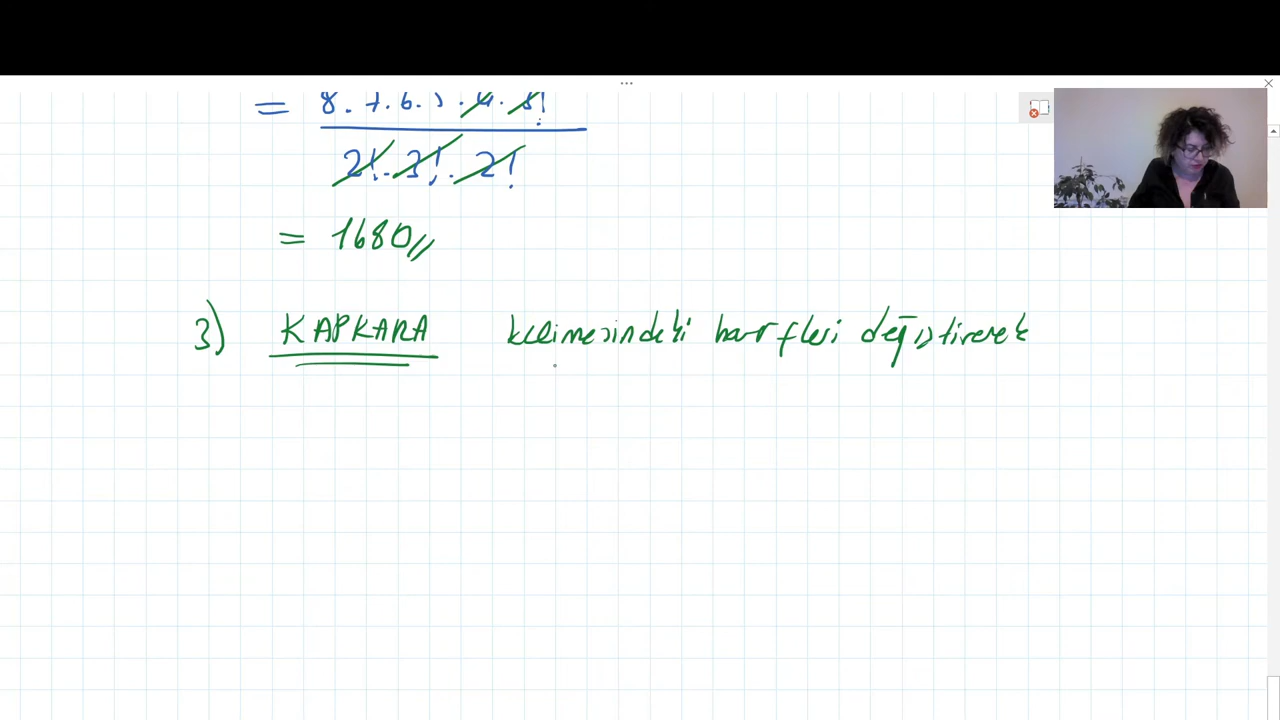 = 8.7.6.5.4.3!
2!.3!.2!
= 1680
3) KAPKARA kelimesindeki harfleri değiştirerek